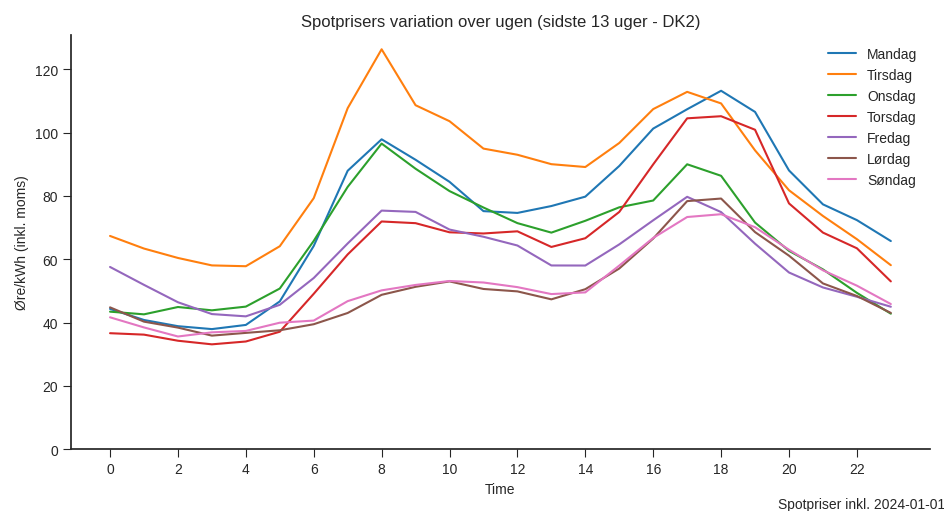 Spotprisers variation over ugen (sidste 13 uger - DK2)
Øre/kWh (inkl. moms)
120
100
80
60
40
20
0
0 2 4 6 8 10 12 14 16 18 20 22
Time
Mandag
Tirsdag
Onsdag
Torsdag
Fredag
Lørdag
Søndag
Spotpriser inkl. 2024-01-01